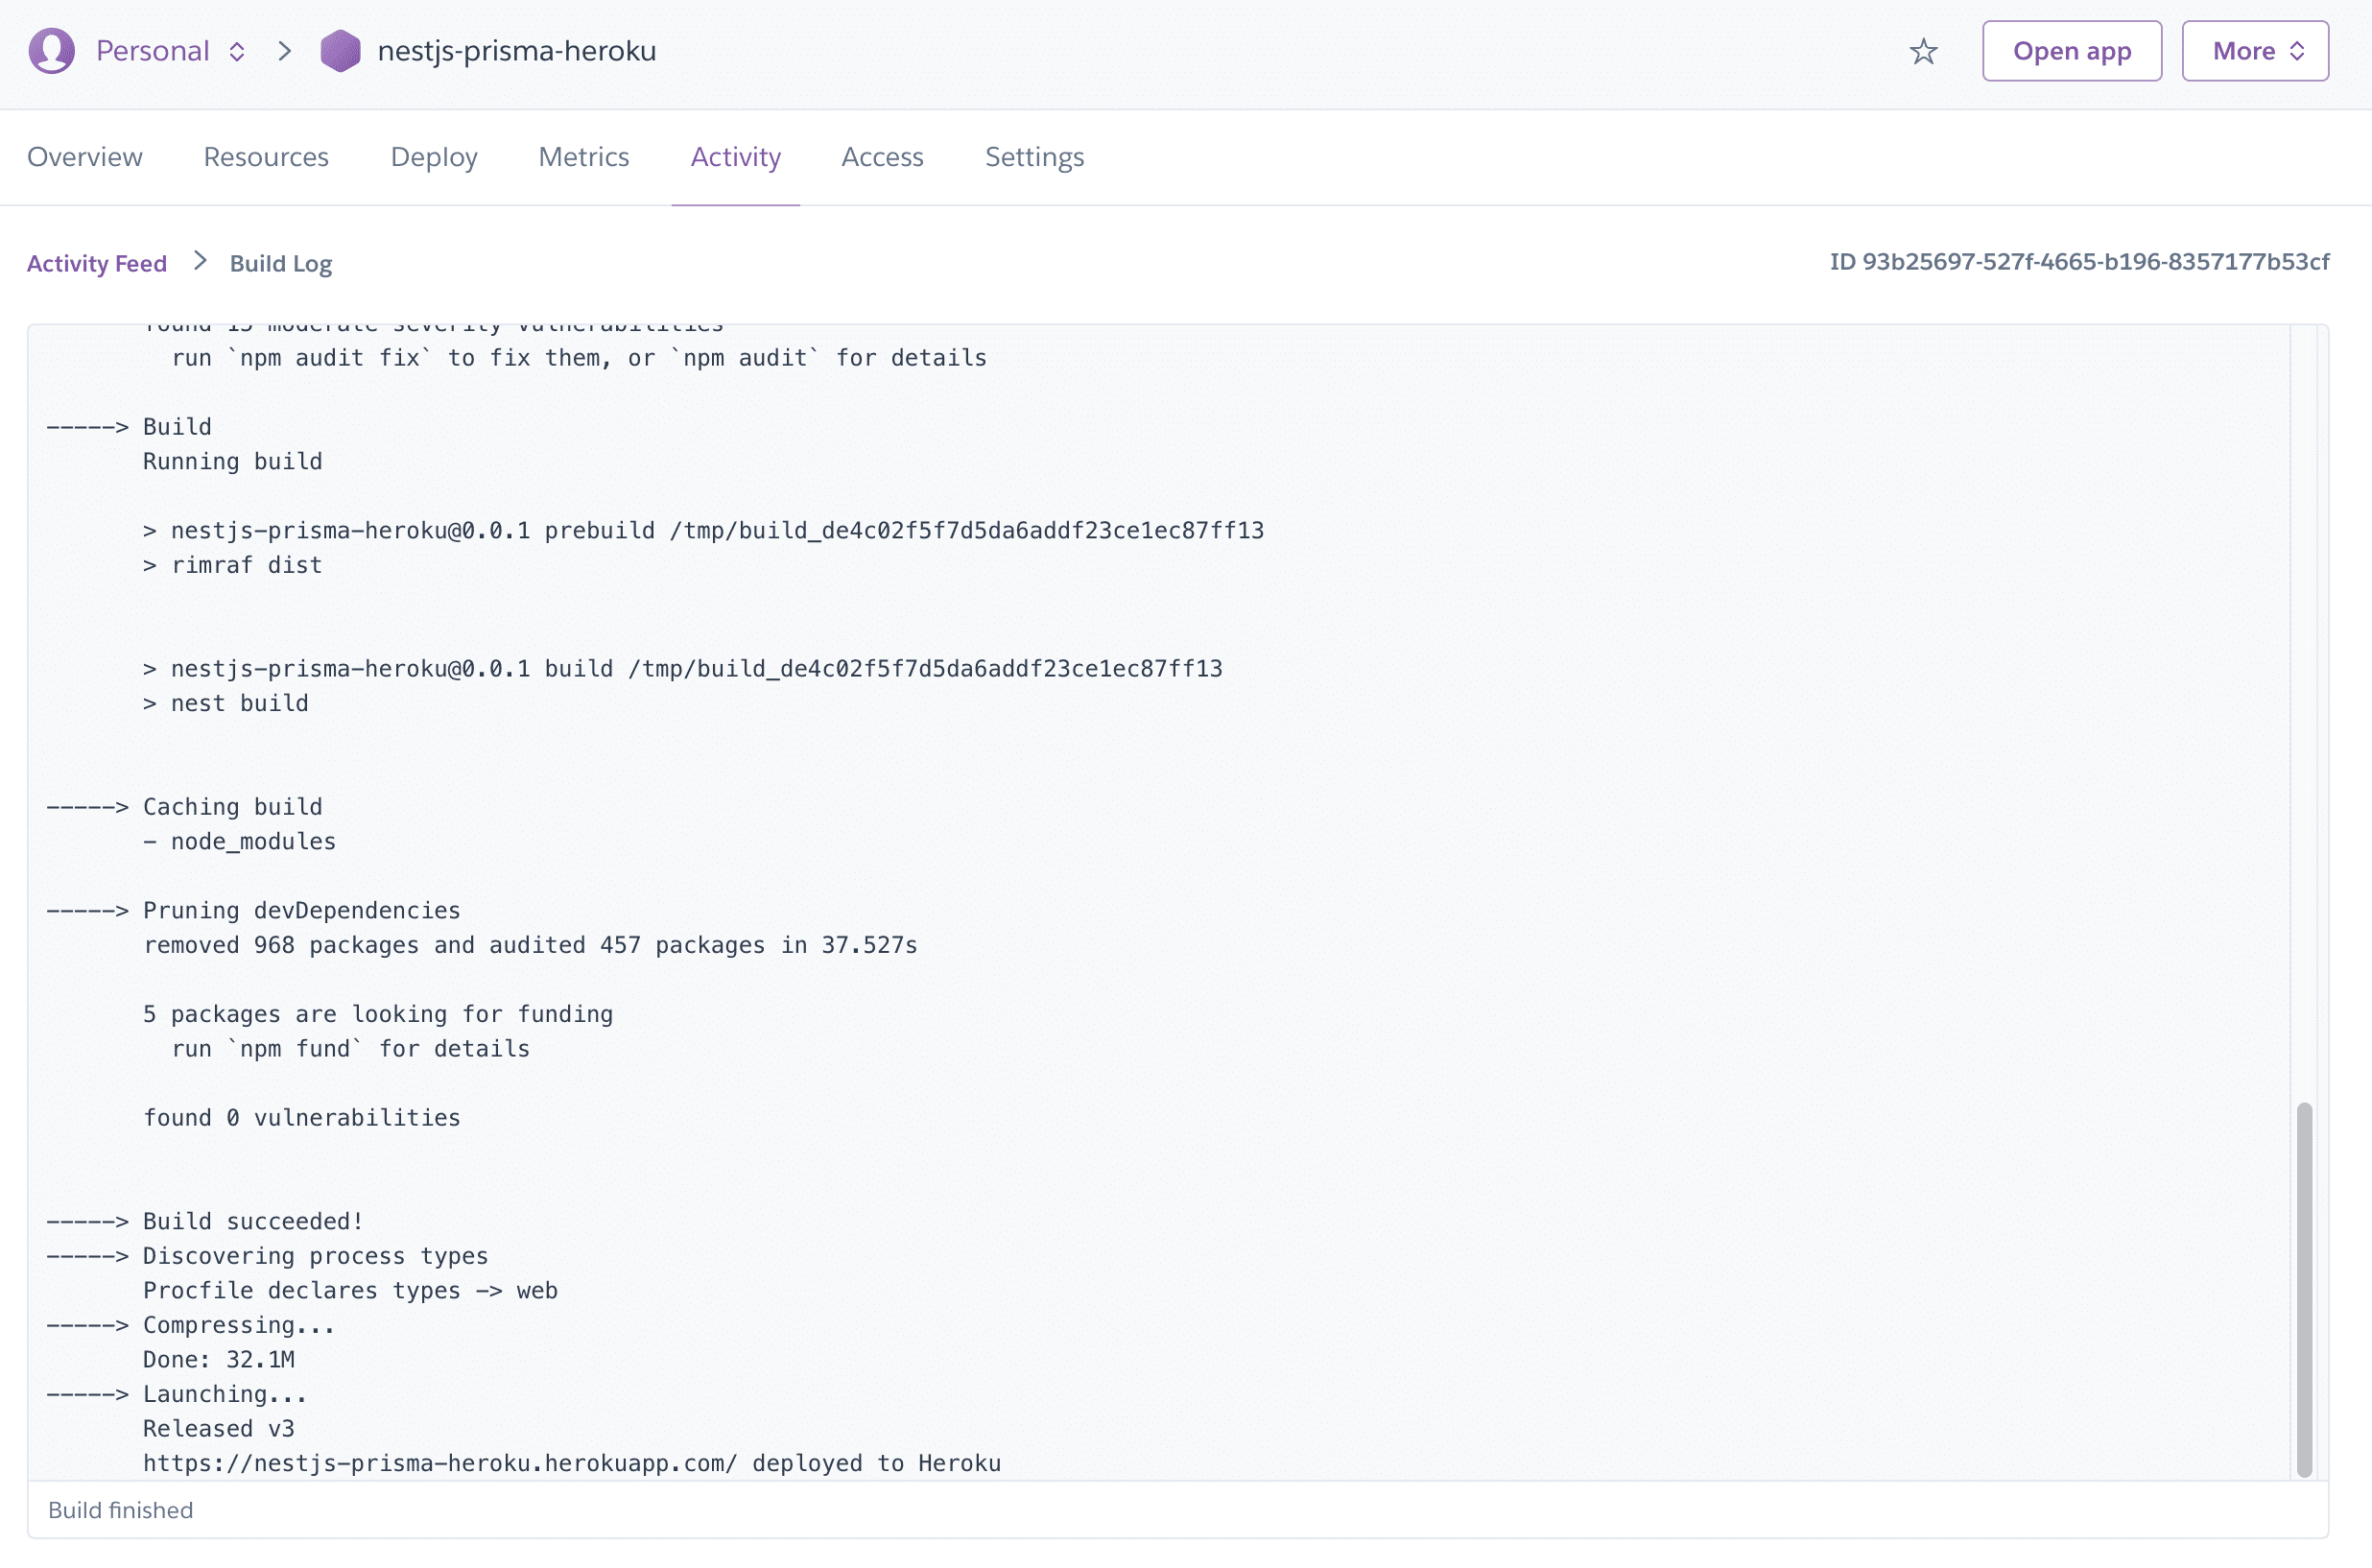 Personal > nestjs-prisma-heroku Open app More
Overview Resources Deploy Metrics Activity Access Settings
Activity Feed > Build Log ID 93b25697-527f-4665-b196-8357177b53cf
found 15 moderate severity vulnerabilities
run `npm audit fix` to fix them, or `npm audit` for details
-----> Build
Running build
> nestjs-prisma-heroku@0.0.1 prebuild /tmp/build_de4c02f5f7d5da6addf23ce1ec87ff13
> rimraf dist
> nestjs-prisma-heroku@0.0.1 build /tmp/build_de4c02f5f7d5da6addf23ce1ec87ff13
> nest build
-----> Caching build
- node_modules
-----> Pruning devDependencies
removed 968 packages and audited 457 packages in 37.527s
5 packages are looking for funding
run `npm fund` for details
found 0 vulnerabilities
-----> Build succeeded!
-----> Discovering process types
Procfile declares types -> web
-----> Compressing...
Done: 32.1M
-----> Launching...
Released v3
https://nestjs-prisma-heroku.herokuapp.com/ deployed to Heroku
Build finished